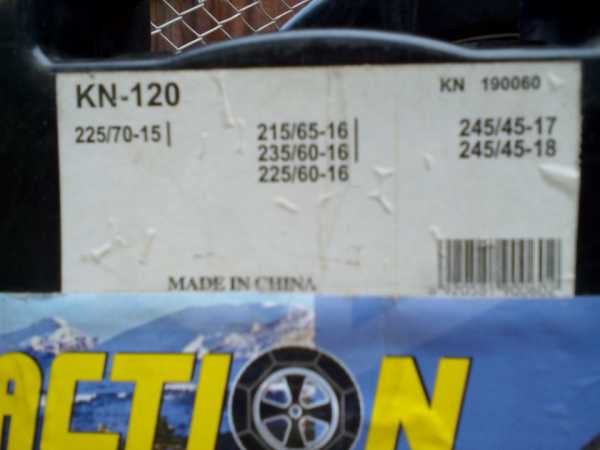 KN-120
KN 190060
225/70-15
215/65-16
235/60-16
225/60-16
245/45-17
245/45-18
MADE IN CHINA
ACTION